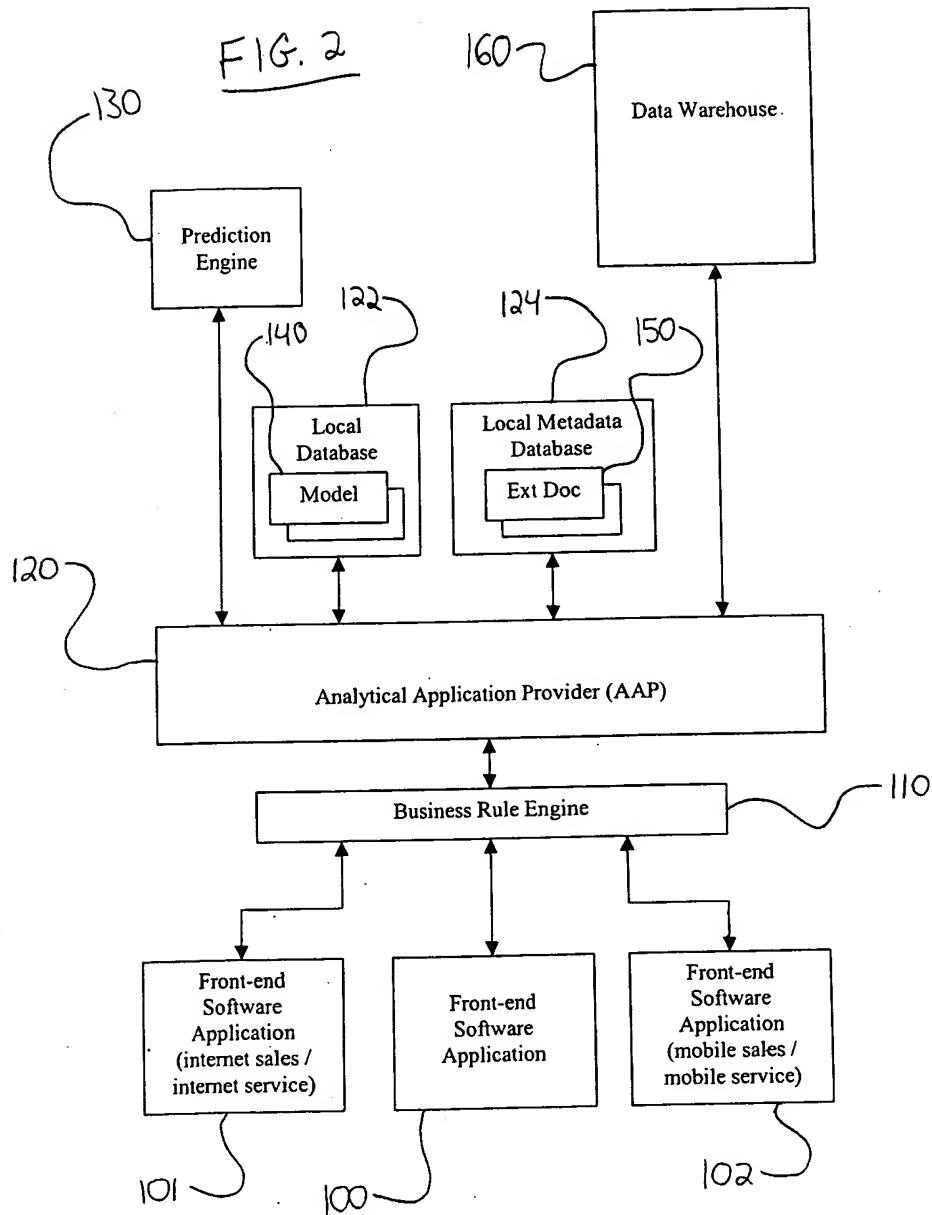 FIG. 2
160
130
Data Warehouse
Prediction
Engine
122
124
140
150
Local
Database
Local Metadata
Database
Model
Ext Doc
120
Analytical Application Provider (AAP)
110
Business Rule Engine
Front-end
Software
Application
(internet sales /
internet service)
Front-end
Software
Application
Front-end
Software
Application
(mobile sales /
mobile service)
101
100
102